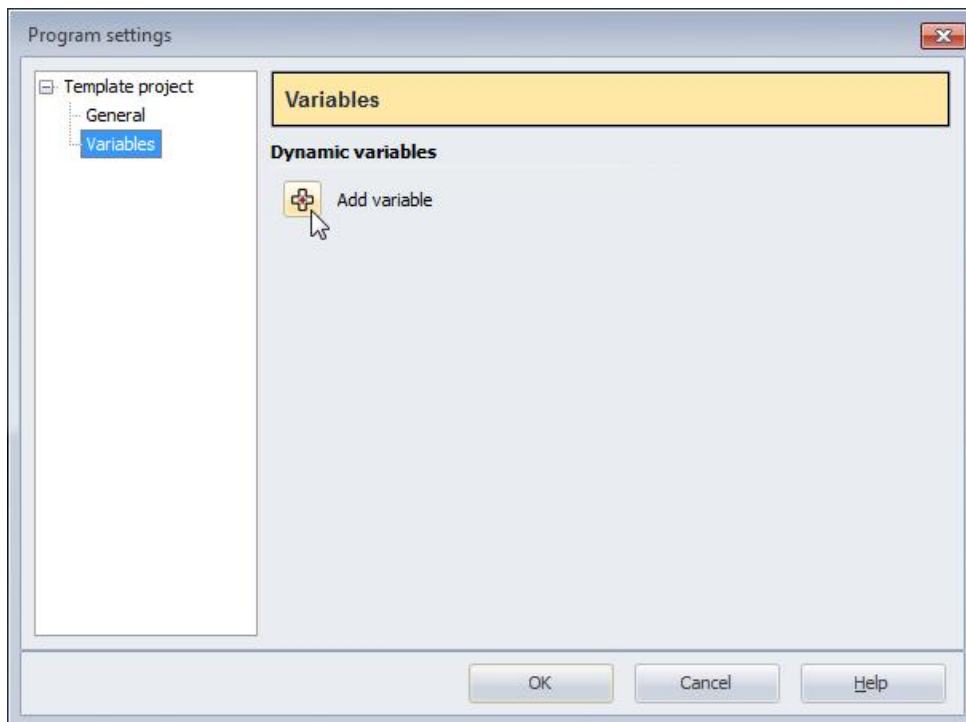 Program settings
Template project
General
Variables
Variables
Dynamic variables
Add variable
OK
Cancel
Help